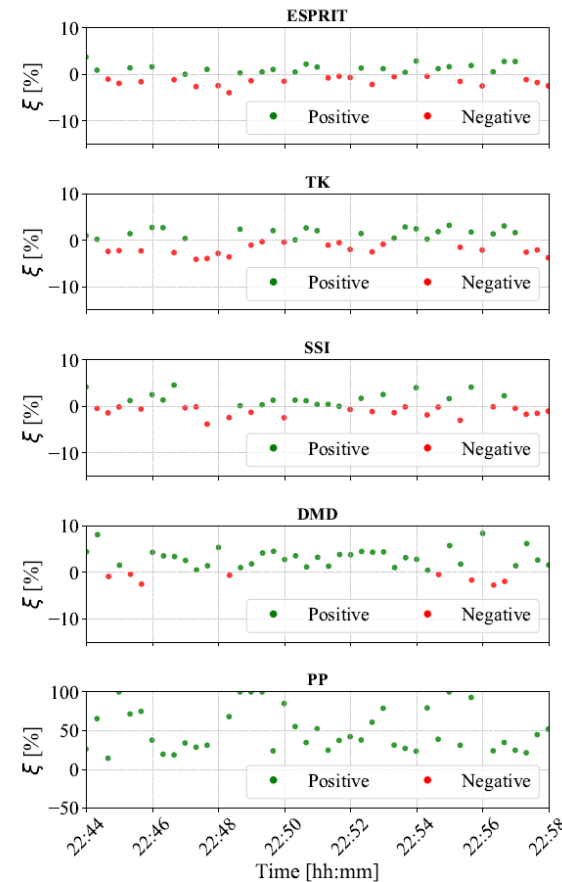 ESPRIT
10
0
−10
ξ [%]
Positive
Negative
TK
10
0
−10
ξ [%]
Positive
Negative
SSI
10
0
−10
ξ [%]
Positive
Negative
DMD
10
0
−10
ξ [%]
Positive
Negative
PP
100
50
0
−50
ξ [%]
Positive
Negative
22:44
22:46
22:48
22:50
22:52
22:54
22:56
22:58
Time [hh:mm]